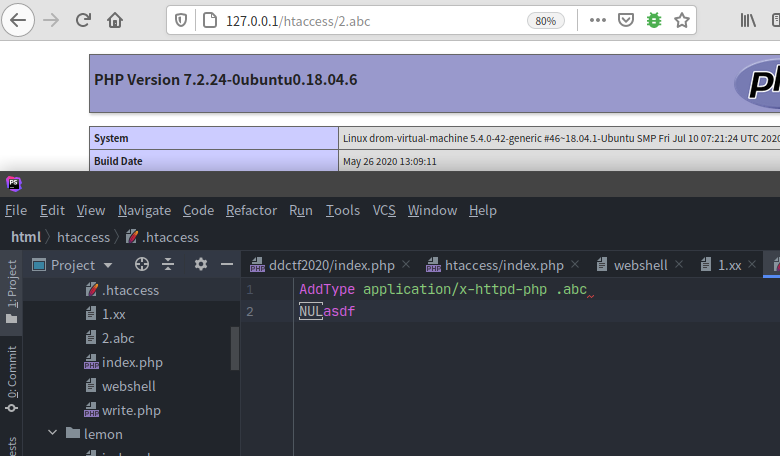 127.0.0.1/htaccess/2.abc 80%
PHP Version 7.2.24-0ubuntu0.18.04.6
System Linux drom-virtual-machine 5.4.0-42-generic #46~18.04.1-Ubuntu SMP Fri Jul 10 07:21:24 UTC 2020
Build Date May 26 2020 13:09:11
PS
File Edit View Navigate Code Refactor Run Tools VCS Window Help
html htaccess .htaccess
Project ddctf2020/index.php htaccess/index.php webshell 1.xx
1: Project
.htaccess
1.xx
2.abc
index.php
webshell
write.php
lemon
0: Commit
1 AddType application/x-httpd-php .abc
2 NULasdf